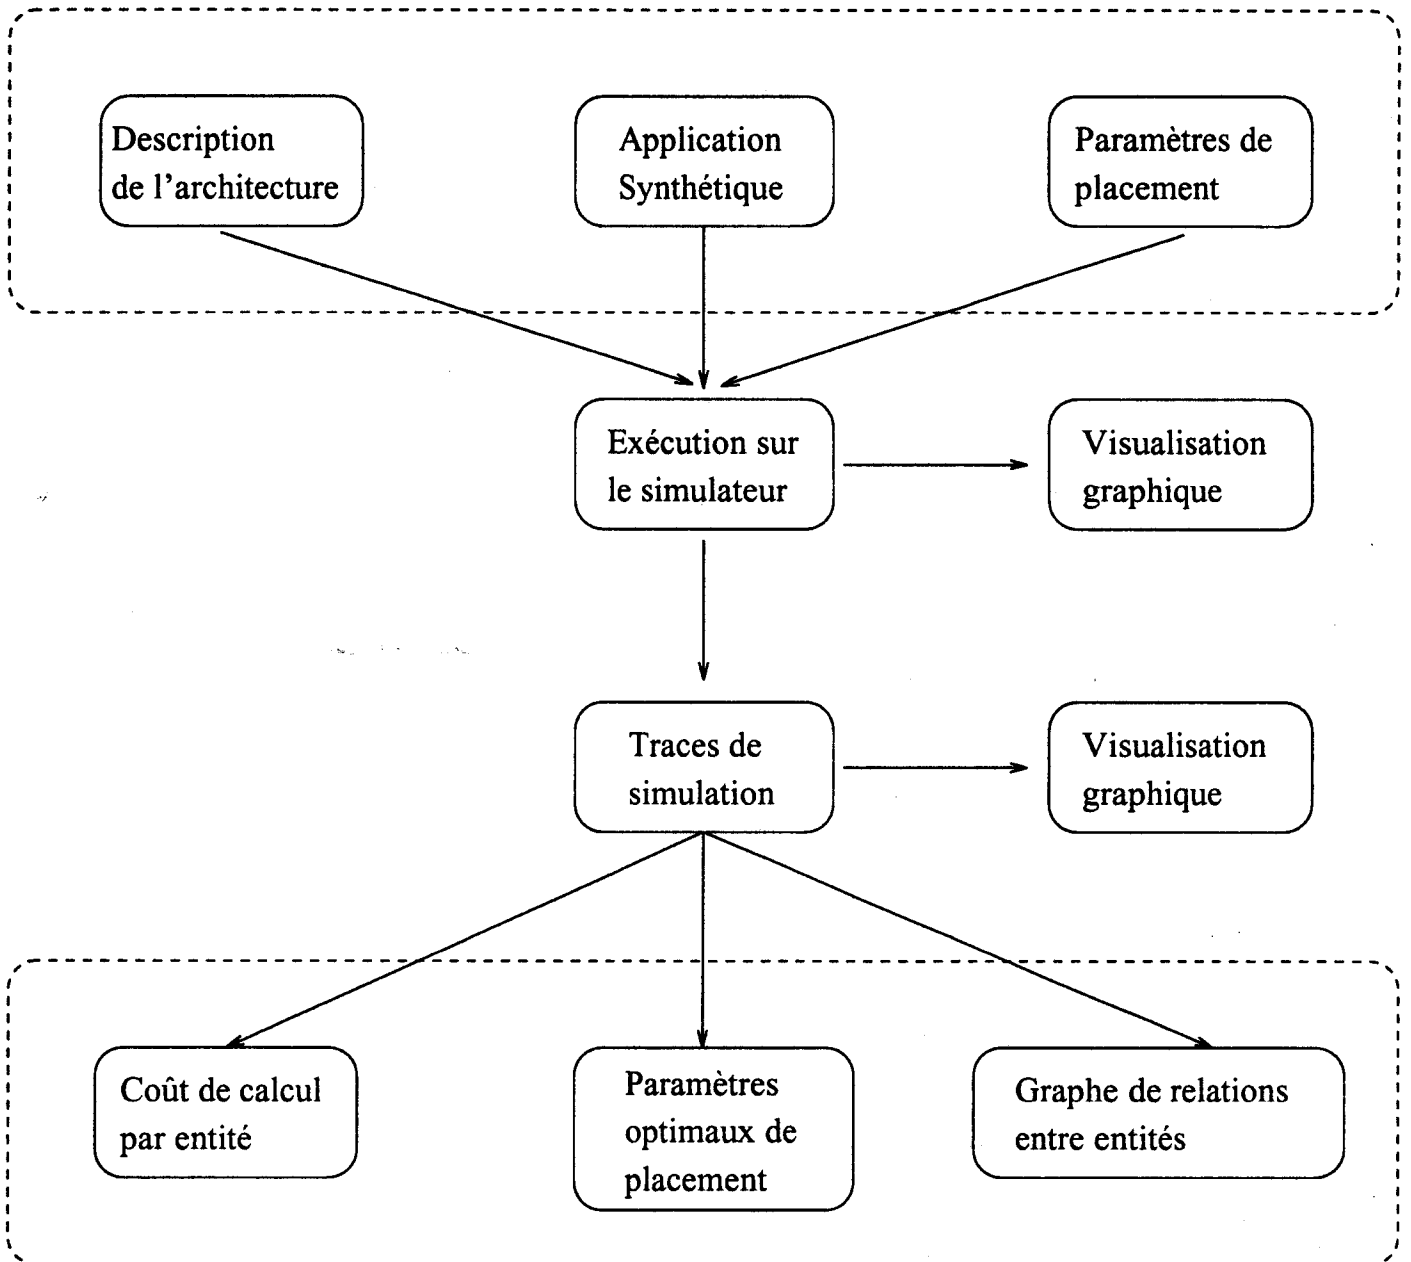 Description
de l'architecture
Application
Synthétique
Paramètres de
placement
Exécution sur
le simulateur
Visualisation
graphique
Traces de
simulation
Visualisation
graphique
Coût de calcul
par entité
Paramètres
optimaux de
placement
Graphe de relations
entre entités